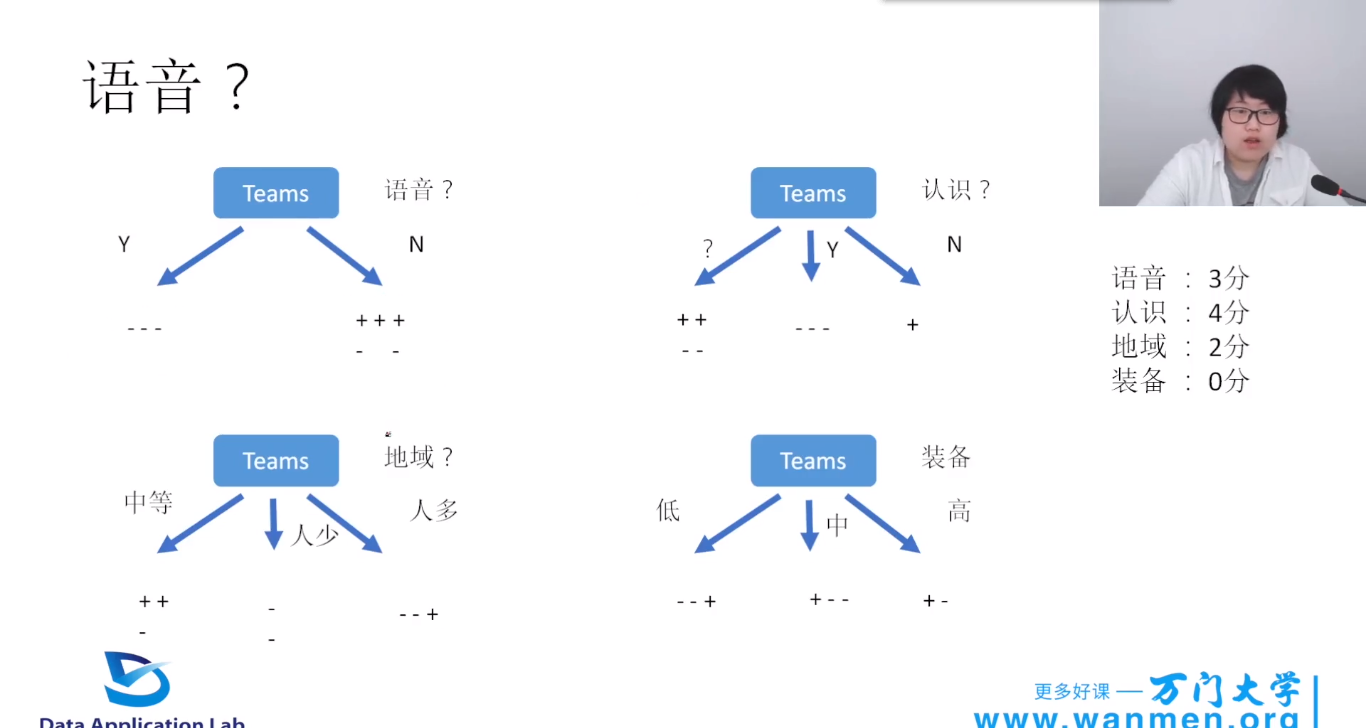 语音？
Teams
语音？
Y
N
- - -
+ + +
- -
Teams
认识？
?
Y
N
+ +
- -
- - -
+
语音 ： 3分
认识 ： 4分
地域 ： 2分
装备 ： 0分
Teams
地域？
中等
人少
人多
+ +
-
-
-
- - +
Teams
装备
低
中
高
- - +
+ - -
+ -
Data Application Lab
更多好课 — 万门大学
www.wanmen.org